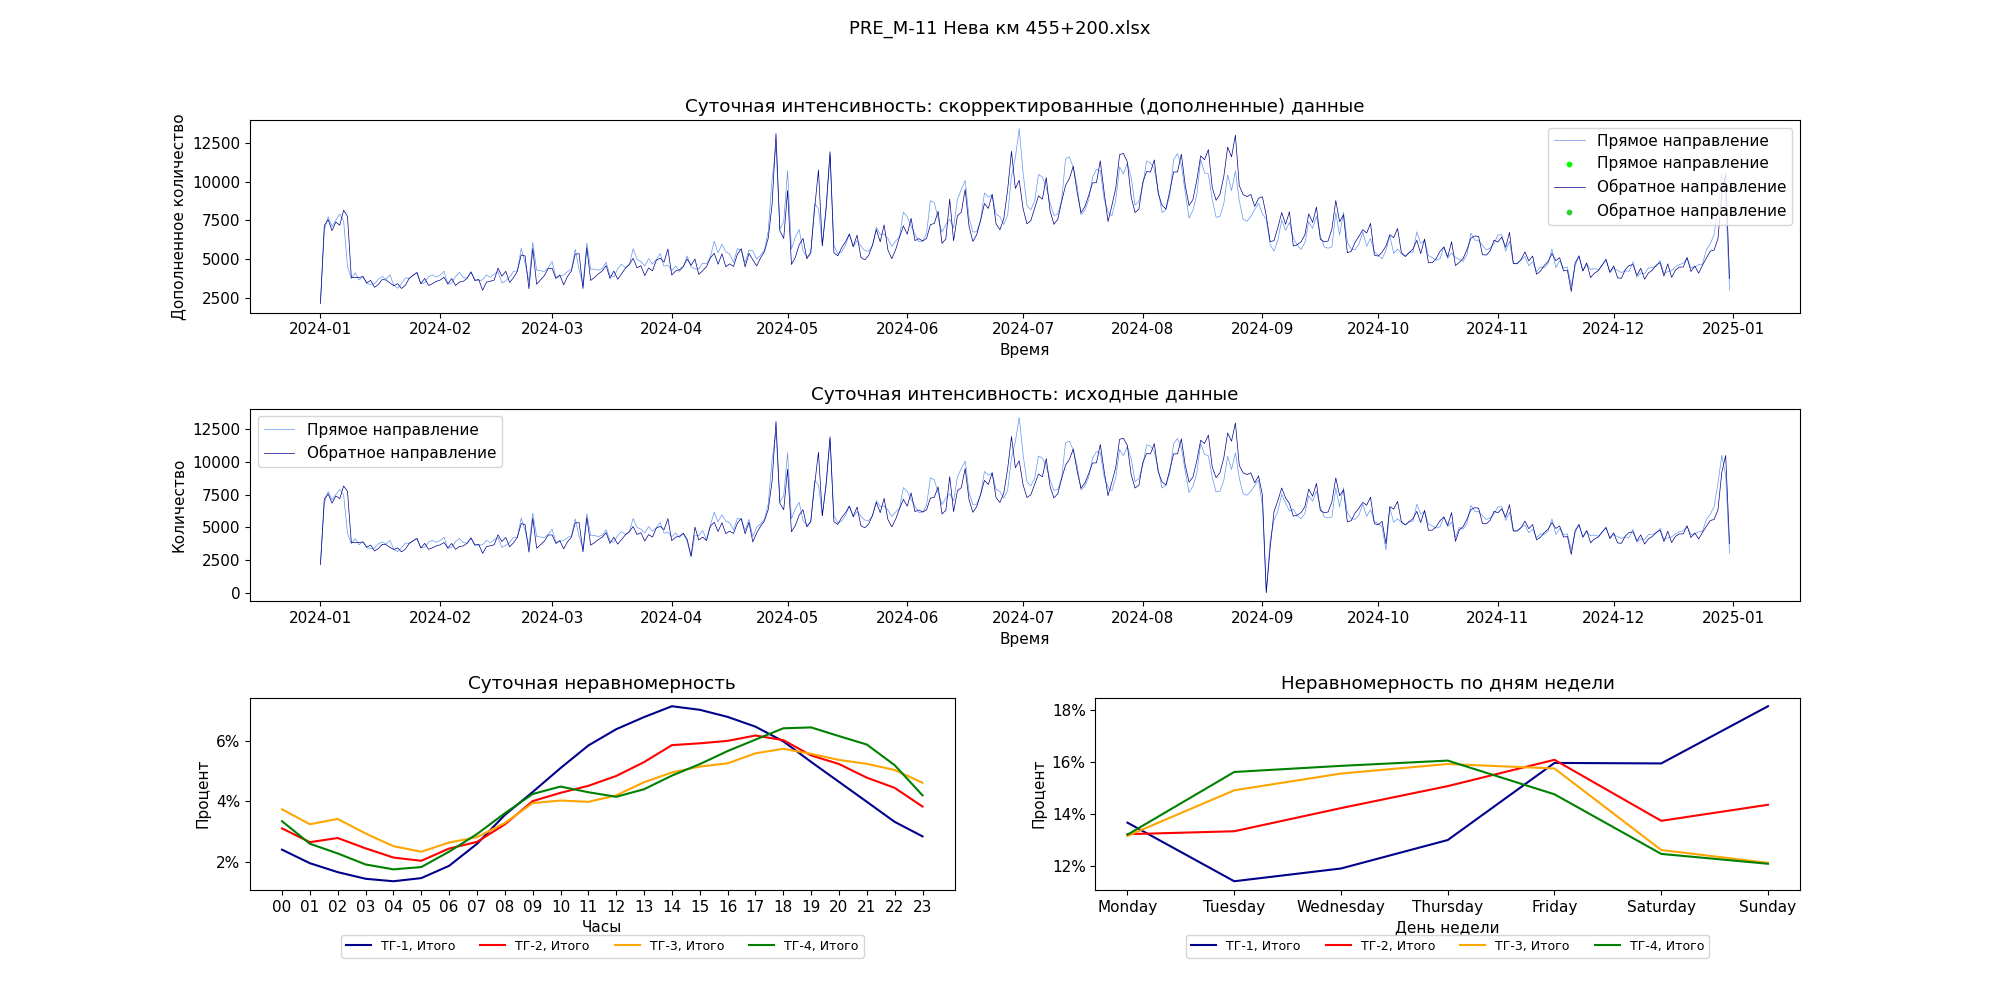 PRE_M-11 Нева км 455+200.xlsx
Суточная интенсивность: скорректированные (дополненные) данные
Дополненное количество
12500
10000
7500
5000
2500
Прямое направление
Прямое направление
Обратное направление
Обратное направление
2024-01 2024-02 2024-03 2024-04 2024-05 2024-06 2024-07 2024-08 2024-09 2024-10 2024-11 2024-12 2025-01
Время
Суточная интенсивность: исходные данные
Количество
12500
10000
7500
5000
2500
0
Прямое направление
Обратное направление
2024-01 2024-02 2024-03 2024-04 2024-05 2024-06 2024-07 2024-08 2024-09 2024-10 2024-11 2024-12 2025-01
Время
Суточная неравномерность
Процент
6%
4%
2%
00 01 02 03 04 05 06 07 08 09 10 11 12 13 14 15 16 17 18 19 20 21 22 23
Часы
ТГ-1, Итого ТГ-2, Итого ТГ-3, Итого ТГ-4, Итого
Неравномерность по дням недели
Процент
18%
16%
14%
12%
Monday Tuesday Wednesday Thursday Friday Saturday Sunday
День недели
ТГ-1, Итого ТГ-2, Итого ТГ-3, Итого ТГ-4, Итого